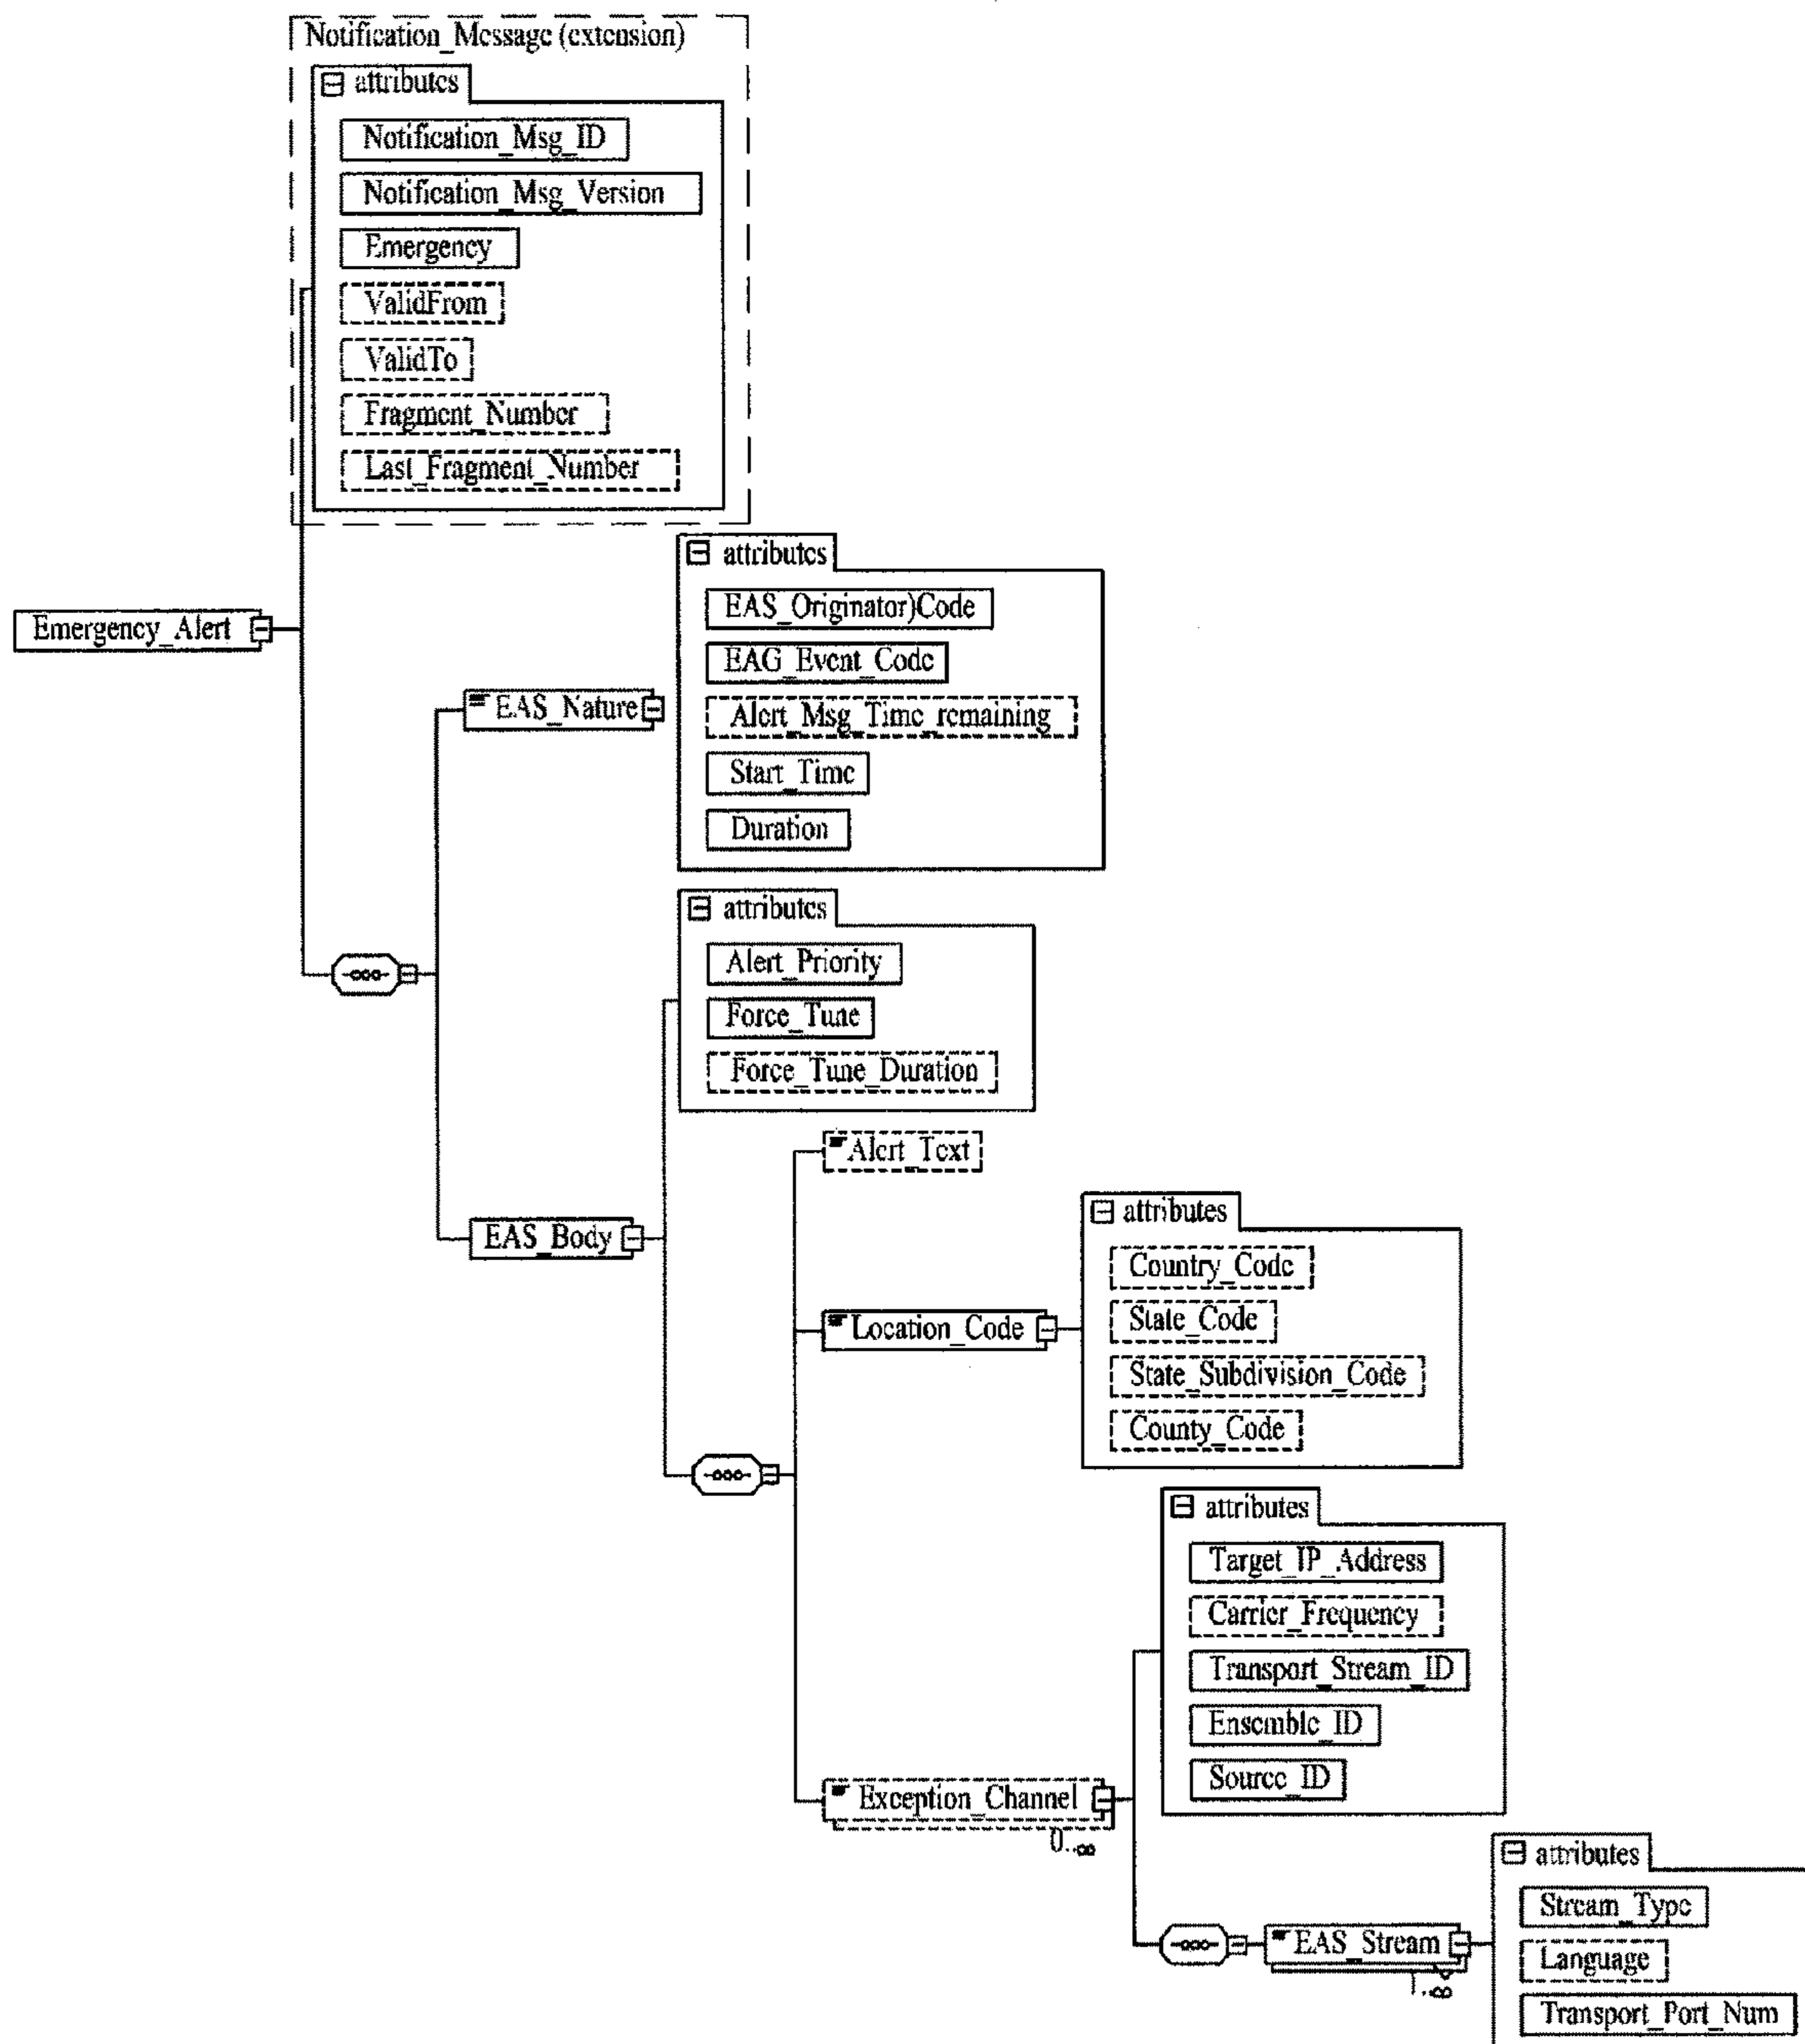 Notification_Message (extension)
attributes
Notification_Msg_ID
Notification_Msg_Version
Emergency
ValidFrom
ValidTo
Fragment_Number
Last_Fragment_Number
Emergency_Alert
attributes
EAS_Originator)Code
EAG_Event_Code
Alert_Msg_Time_remaining
Start_Time
Duration
EAS_Nature
attributes
Alert_Priority
Force_Tune
Force_Tune_Duration
EAS_Body
Alert_Text
attributes
Country_Code
State_Code
State_Subdivision_Code
County_Code
Location_Code
attributes
Target_IP_Address
Carrier_Frequency
Transport_Stream_ID
Ensemble_ID
Source_ID
Exception_Channel
0..∞
attributes
Stream_Type
Language
Transport_Port_Num
EAS_Stream
1..∞